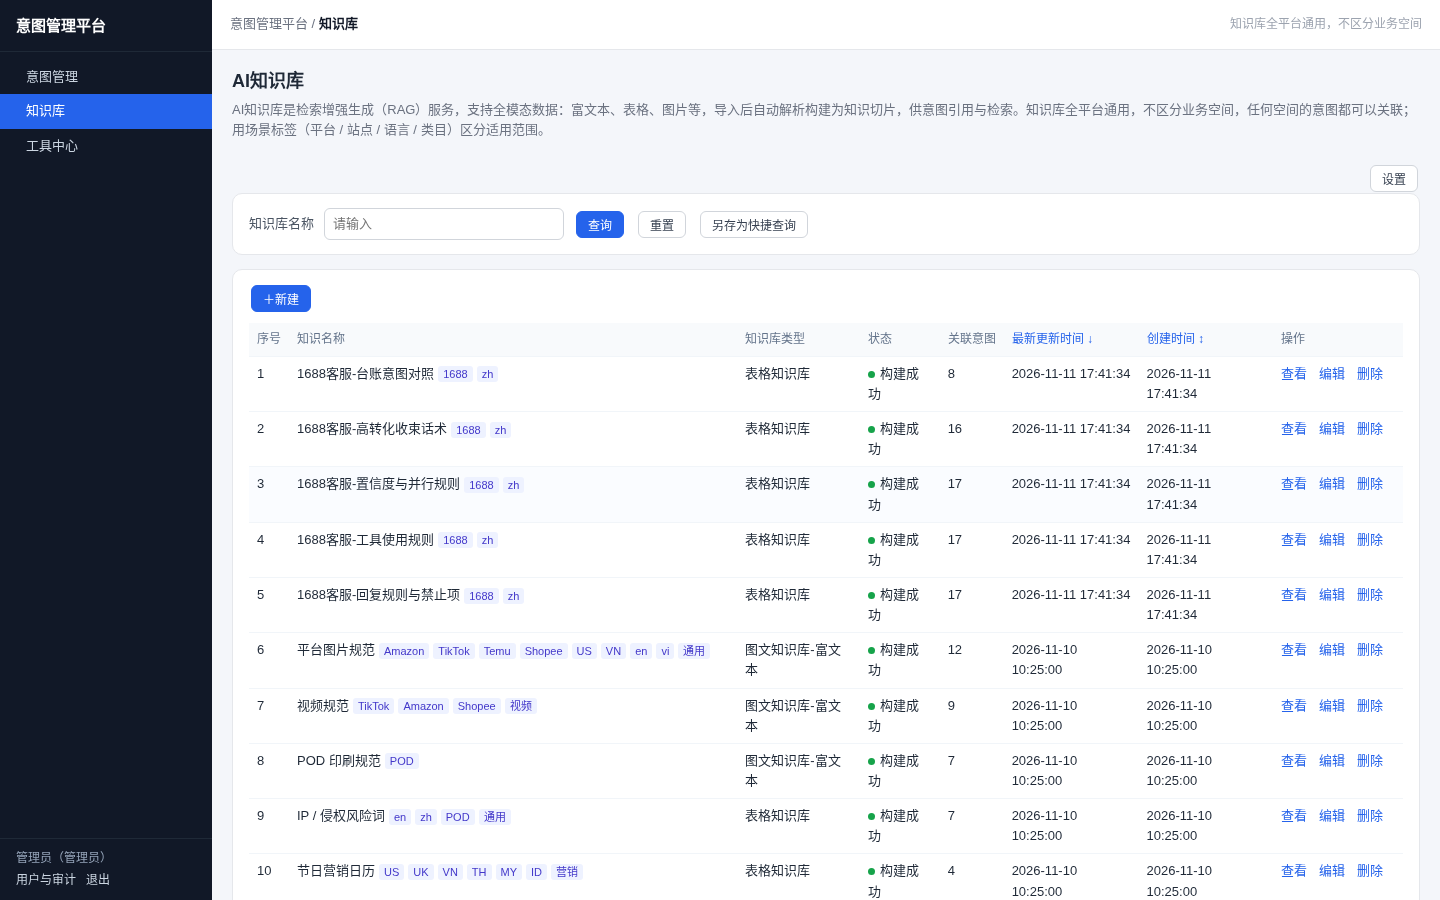 意图管理平台
意图管理
知识库
工具中心
管理员（管理员）
用户与审计 退出
意图管理平台 / 知识库
知识库全平台通用，不区分业务空间
AI知识库
AI知识库是检索增强生成（RAG）服务，支持全模态数据：富文本、表格、图片等，导入后自动解析构建为知识切片，供意图引用与检索。知识库全平台通用，不区分业务空间，任何空间的意图都可以关联；
用场景标签（平台 / 站点 / 语言 / 类目）区分适用范围。
设置
知识库名称 请输入 查询 重置 另存为快捷查询
＋新建
序号 知识名称 知识库类型 状态 关联意图 最新更新时间 ↓ 创建时间 ↕ 操作
1 1688客服-台账意图对照 1688 zh 表格知识库 构建成 8 2026-11-11 17:41:34 2026-11-11 查看 编辑 删除
功 17:41:34
2 1688客服-高转化收束话术 1688 zh 表格知识库 构建成 16 2026-11-11 17:41:34 2026-11-11 查看 编辑 删除
功 17:41:34
3 1688客服-置信度与并行规则 1688 zh 表格知识库 构建成 17 2026-11-11 17:41:34 2026-11-11 查看 编辑 删除
功 17:41:34
4 1688客服-工具使用规则 1688 zh 表格知识库 构建成 17 2026-11-11 17:41:34 2026-11-11 查看 编辑 删除
功 17:41:34
5 1688客服-回复规则与禁止项 1688 zh 表格知识库 构建成 17 2026-11-11 17:41:34 2026-11-11 查看 编辑 删除
功 17:41:34
6 平台图片规范 Amazon TikTok Temu Shopee US VN en vi 通用 图文知识库-富文 构建成 12 2026-11-10 2026-11-10 查看 编辑 删除
本 功 10:25:00 10:25:00
7 视频规范 TikTok Amazon Shopee 视频 图文知识库-富文 构建成 9 2026-11-10 2026-11-10 查看 编辑 删除
本 功 10:25:00 10:25:00
8 POD 印刷规范 POD 图文知识库-富文 构建成 7 2026-11-10 2026-11-10 查看 编辑 删除
本 功 10:25:00 10:25:00
9 IP / 侵权风险词 en zh POD 通用 表格知识库 构建成 7 2026-11-10 2026-11-10 查看 编辑 删除
功 10:25:00 10:25:00
10 节日营销日历 US UK VN TH MY ID 营销 表格知识库 构建成 4 2026-11-10 2026-11-10 查看 编辑 删除
功 10:25:00 10:25:00